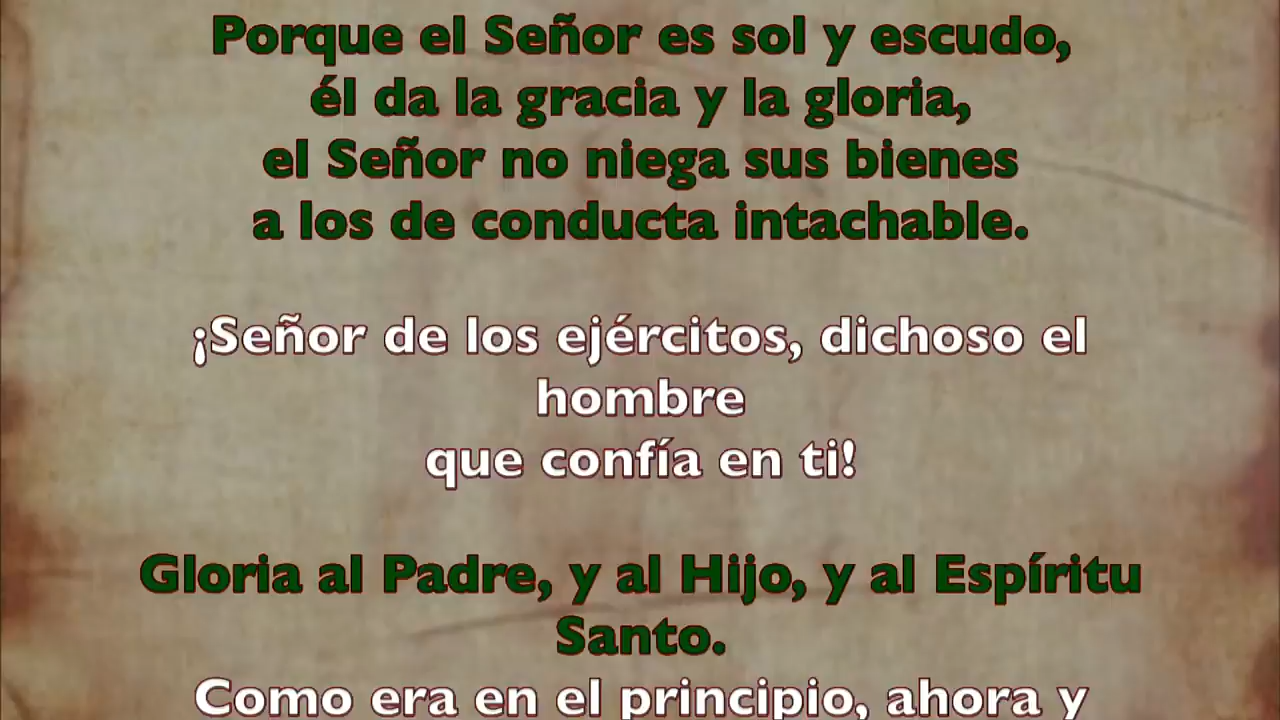 Porque el Señor es sol y escudo,
él da la gracia y la gloria,
el Señor no niega sus bienes
a los de conducta intachable.
¡Señor de los ejércitos, dichoso el
hombre
que confía en ti!
Gloria al Padre, y al Hijo, y al Espíritu
Santo.
Como era en el principio, ahora y